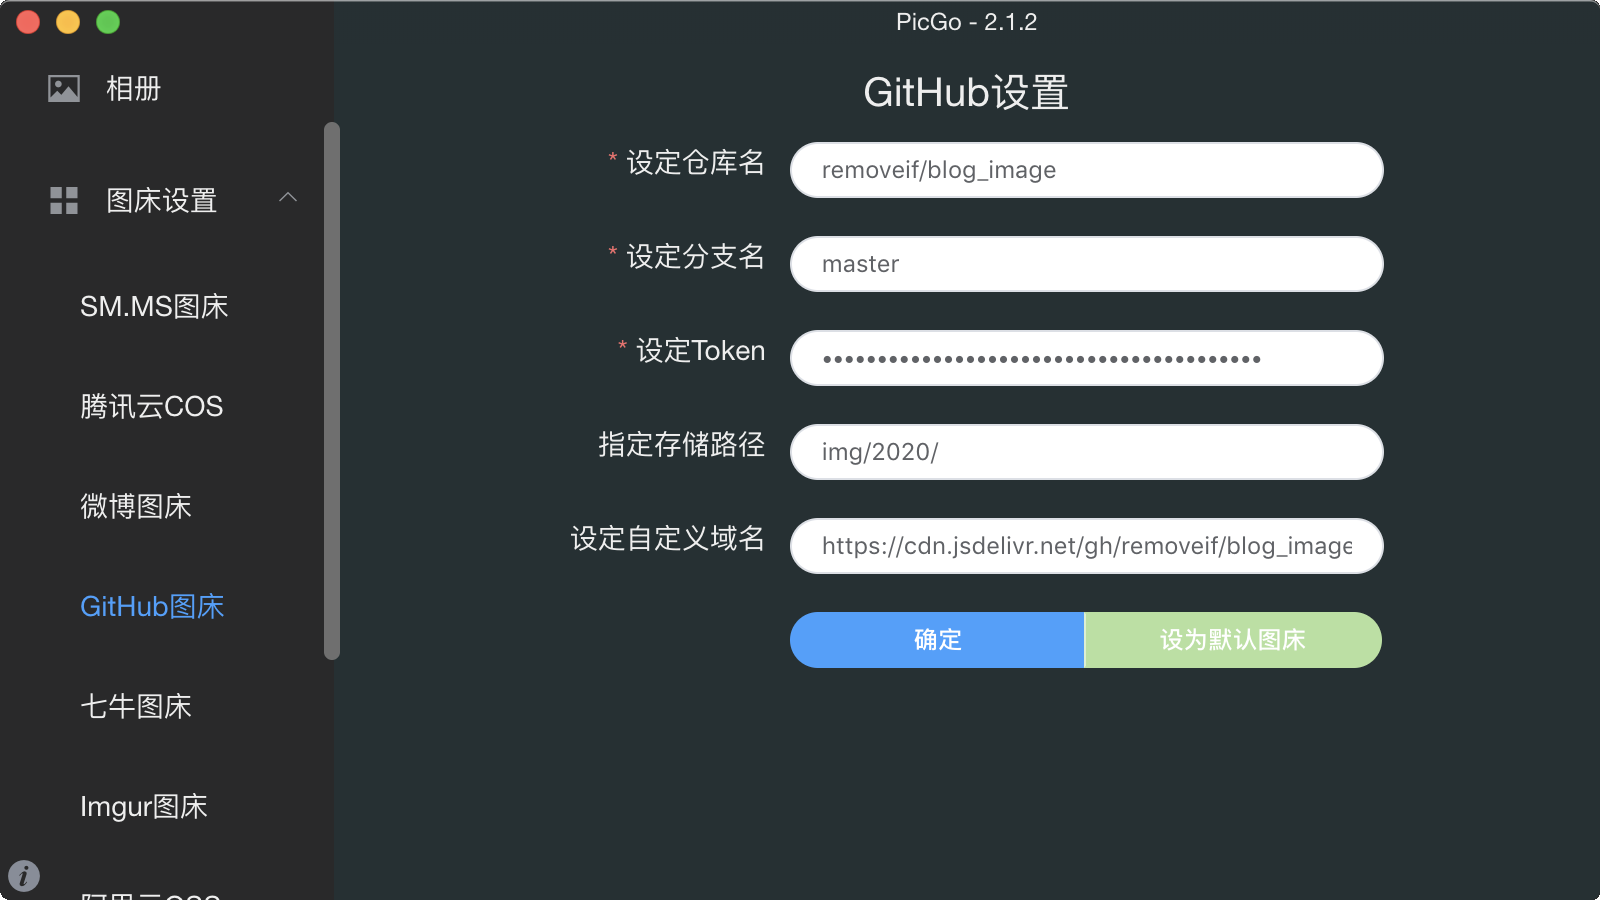 PicGo - 2.1.2
相册
图床设置
SM.MS图床
腾讯云COS
微博图床
GitHub图床
七牛图床
Imgur图床
GitHub设置
* 设定仓库名
removeif/blog_image
* 设定分支名
master
* 设定Token
••••••••••••••••••••••••••••••••••••••••
指定存储路径
img/2020/
设定自定义域名
https://cdn.jsdelivr.net/gh/removeif/blog_image
确定
设为默认图床